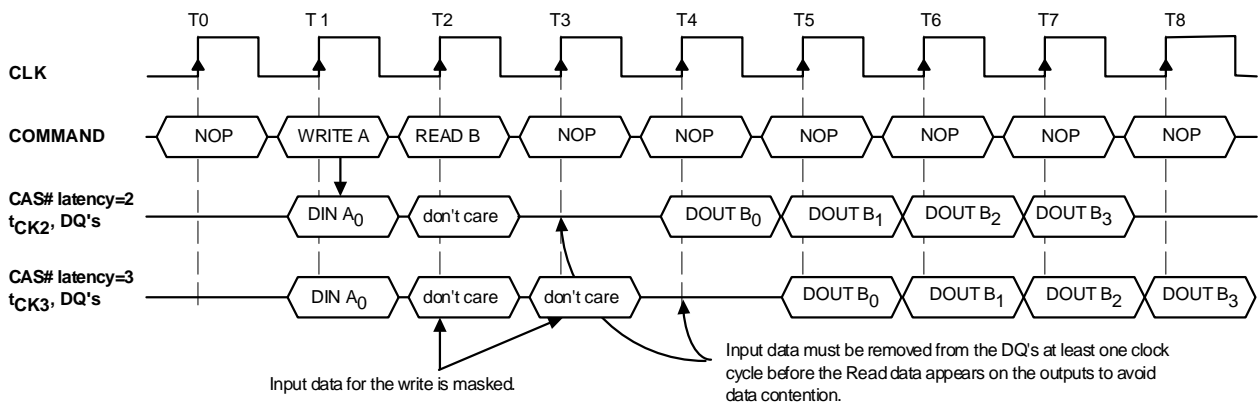 T0 T1 T2 T3 T4 T5 T6 T7 T8
CLK
COMMAND NOP WRITE A READ B NOP NOP NOP NOP NOP NOP
CAS# latency=2
tCK2, DQ's DIN A0 don't care DOUT B0 DOUT B1 DOUT B2 DOUT B3
CAS# latency=3
tCK3, DQ's DIN A0 don't care don't care DOUT B0 DOUT B1 DOUT B2 DOUT B3
Input data for the write is masked.
Input data must be removed from the DQ's at least one clock
cycle before the Read data appears on the outputs to avoid
data contention.